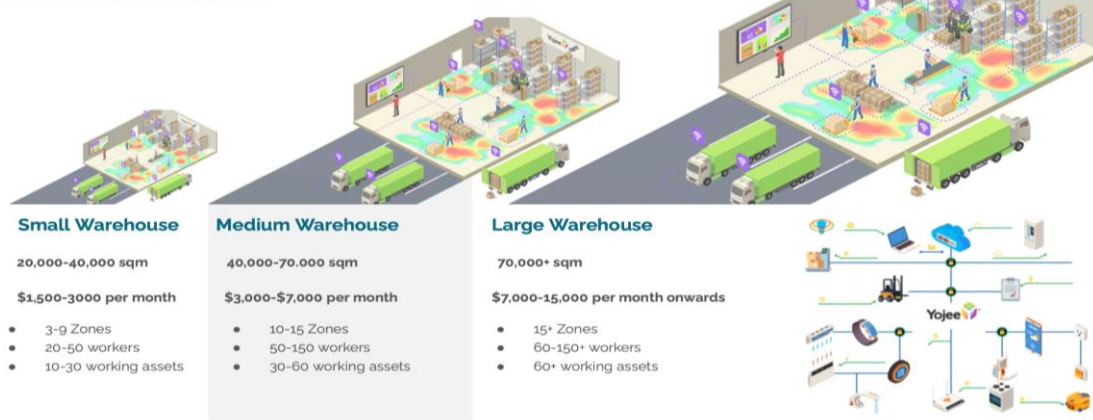 Yojee
Small Warehouse
20,000-40,000 sqm
$1,500-3000 per month
3-9 Zones
20-50 workers
10-30 working assets
Medium Warehouse
40,000-70.000 sqm
$3,000-$7,000 per month
10-15 Zones
50-150 workers
30-60 working assets
Large Warehouse
70,000+ sqm
$7,000-15,000 per month onwards
15+ Zones
60-150+ workers
60+ working assets
Yojee